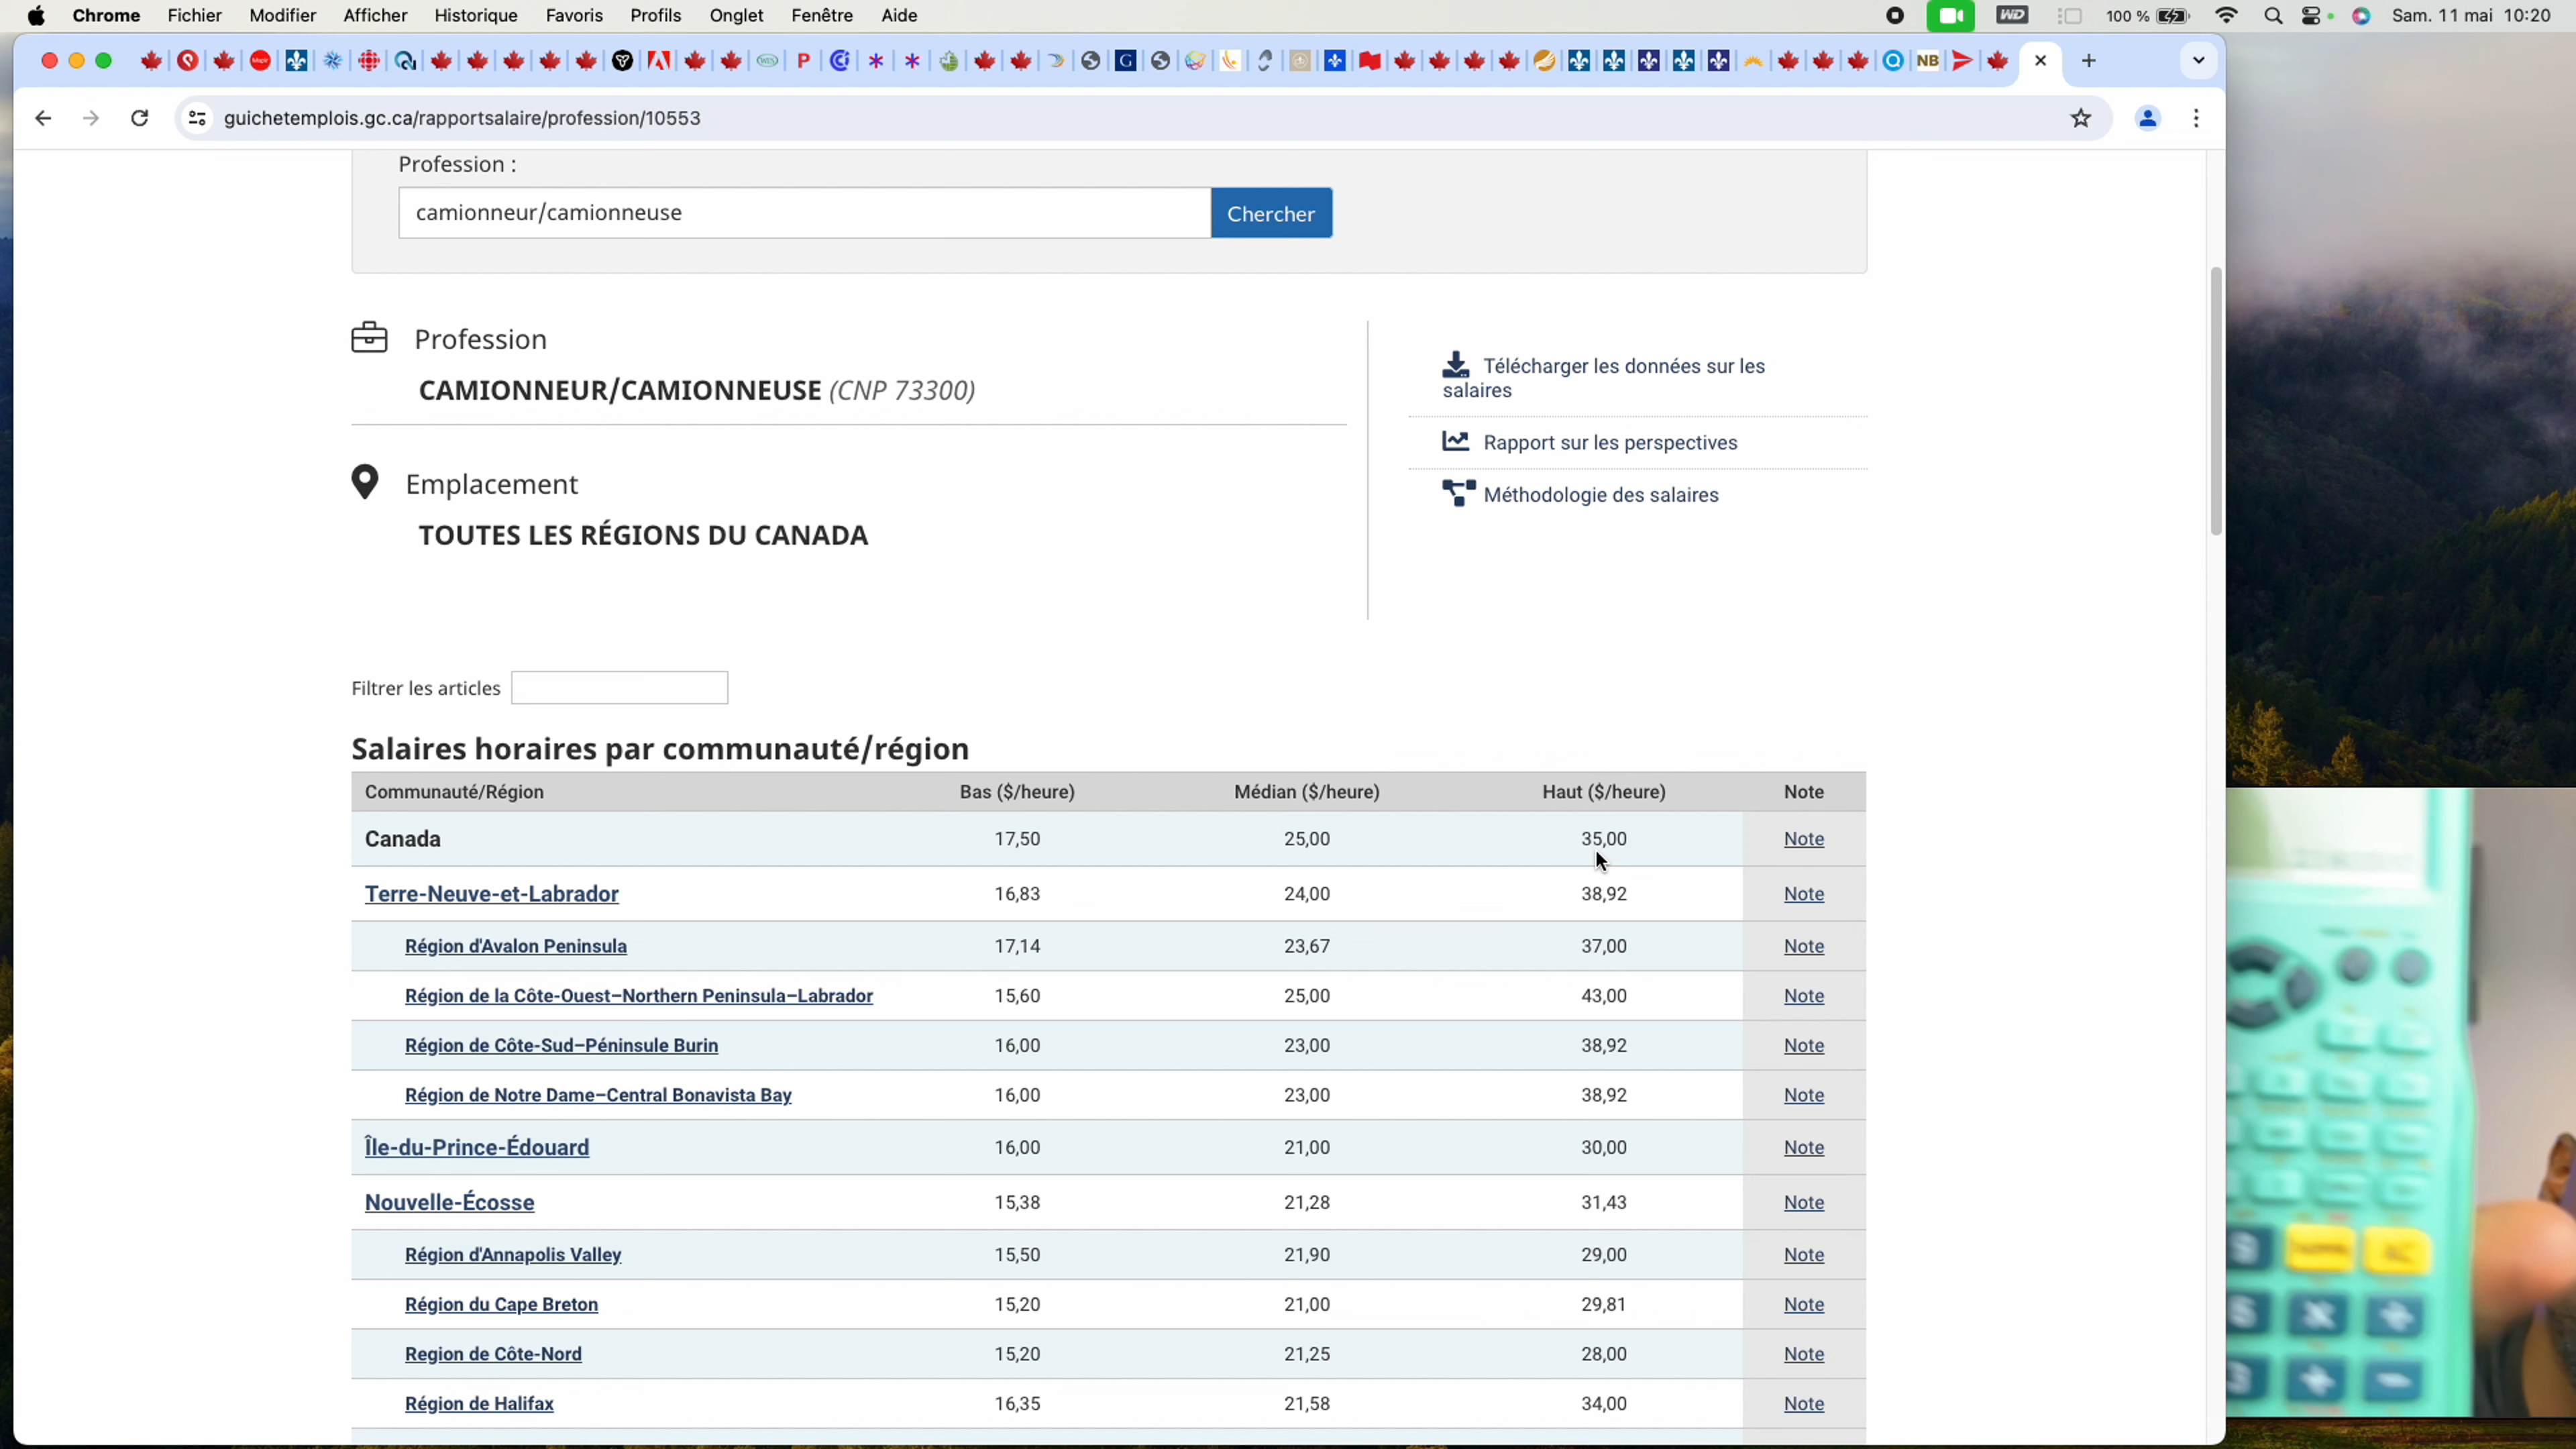 Chrome Fichier Modifier Afficher Historique Favoris Profils Onglet Fenêtre Aide WD 100 % Sam. 11 mai 10:20
guichetemplois.gc.ca/rapportsalaire/profession/10553
Profession :
camionneur/camionneuse Chercher
Profession
CAMIONNEUR/CAMIONNEUSE (CNP 73300)
Emplacement
TOUTES LES RÉGIONS DU CANADA
Télécharger les données sur les
salaires
Rapport sur les perspectives
Méthodologie des salaires
Filtrer les articles
Salaires horaires par communauté/région
Communauté/Région Bas ($/heure) Médian ($/heure) Haut ($/heure) Note
Canada 17,50 25,00 35,00 Note
Terre-Neuve-et-Labrador 16,83 24,00 38,92 Note
Région d'Avalon Peninsula 17,14 23,67 37,00 Note
Région de la Côte-Ouest–Northern Peninsula–Labrador 15,60 25,00 43,00 Note
Région de Côte-Sud–Péninsule Burin 16,00 23,00 38,92 Note
Région de Notre Dame–Central Bonavista Bay 16,00 23,00 38,92 Note
Île-du-Prince-Édouard 16,00 21,00 30,00 Note
Nouvelle-Écosse 15,38 21,28 31,43 Note
Région d'Annapolis Valley 15,50 21,90 29,00 Note
Région du Cape Breton 15,20 21,00 29,81 Note
Region de Côte-Nord 15,20 21,25 28,00 Note
Région de Halifax 16,35 21,58 34,00 Note